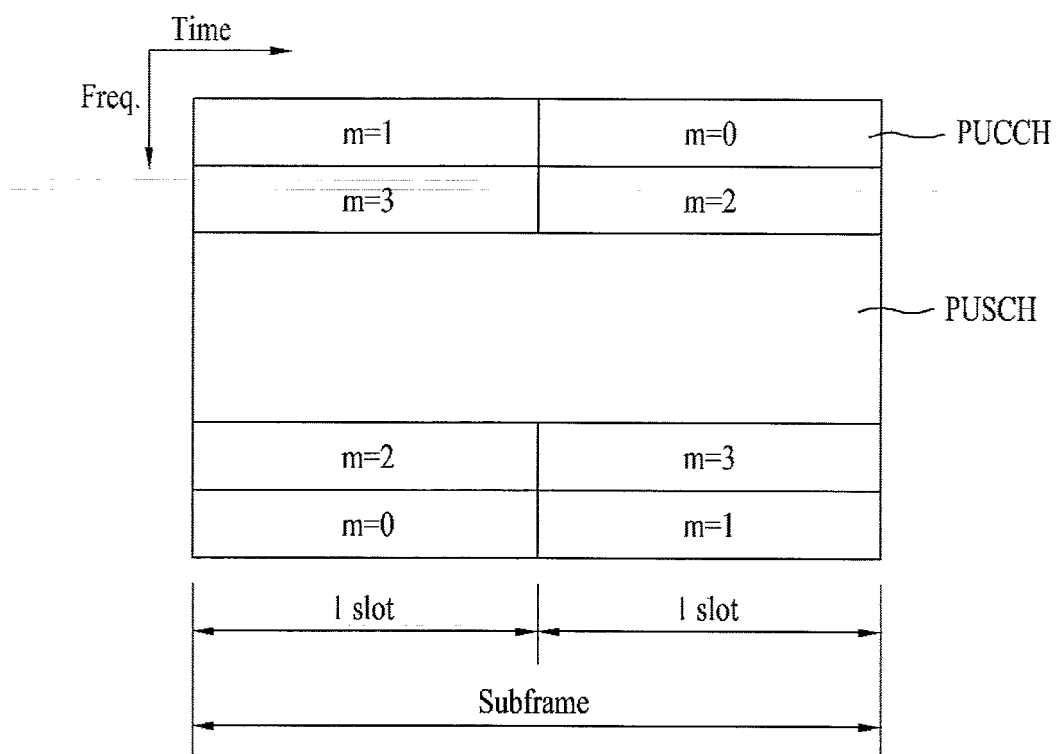 Time
Freq.
m=1 m=0 PUCCH
m=3 m=2
PUSCH
m=2 m=3
m=0 m=1
1 slot 1 slot
Subframe